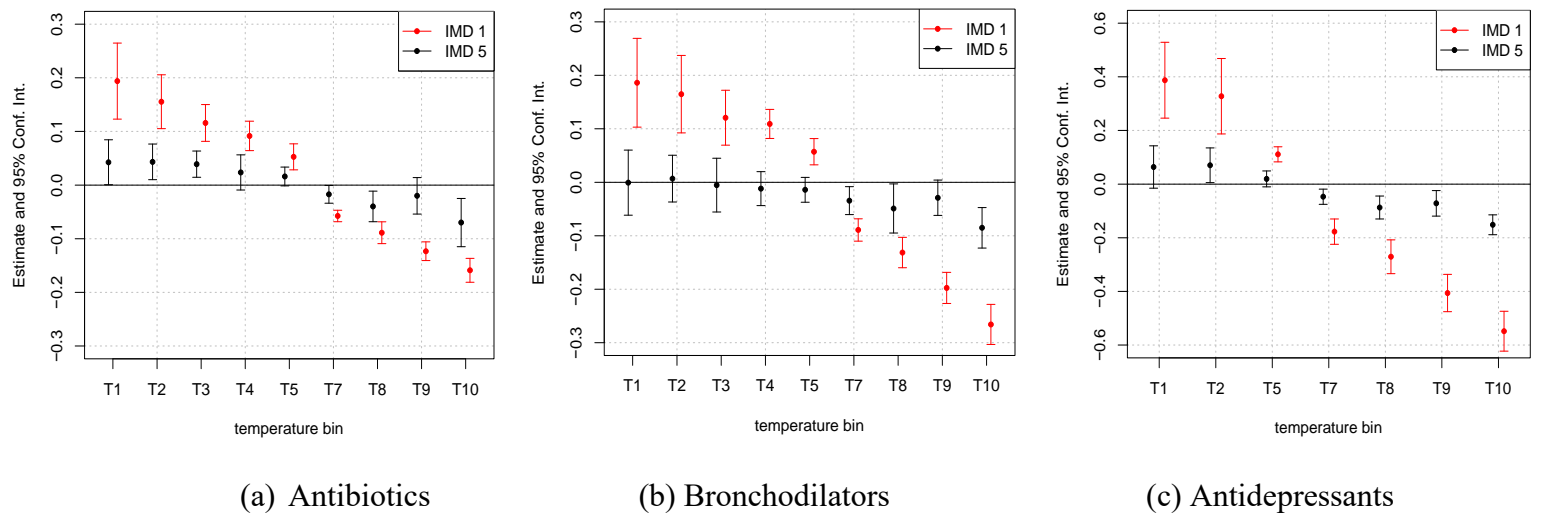 Estimate and 95% Conf. Int.
0.3
0.2
0.1
0.0
−0.1
−0.2
−0.3
IMD 1
IMD 5
T1 T2 T3 T4 T5 T7 T8 T9 T10
temperature bin
(a) Antibiotics
Estimate and 95% Conf. Int.
0.3
0.2
0.1
0.0
−0.1
−0.2
−0.3
IMD 1
IMD 5
T1 T2 T3 T4 T5 T7 T8 T9 T10
temperature bin
(b) Bronchodilators
Estimate and 95% Conf. Int.
0.6
0.4
0.2
0.0
−0.2
−0.4
−0.6
IMD 1
IMD 5
T1 T2 T5 T7 T8 T9 T10
temperature bin
(c) Antidepressants